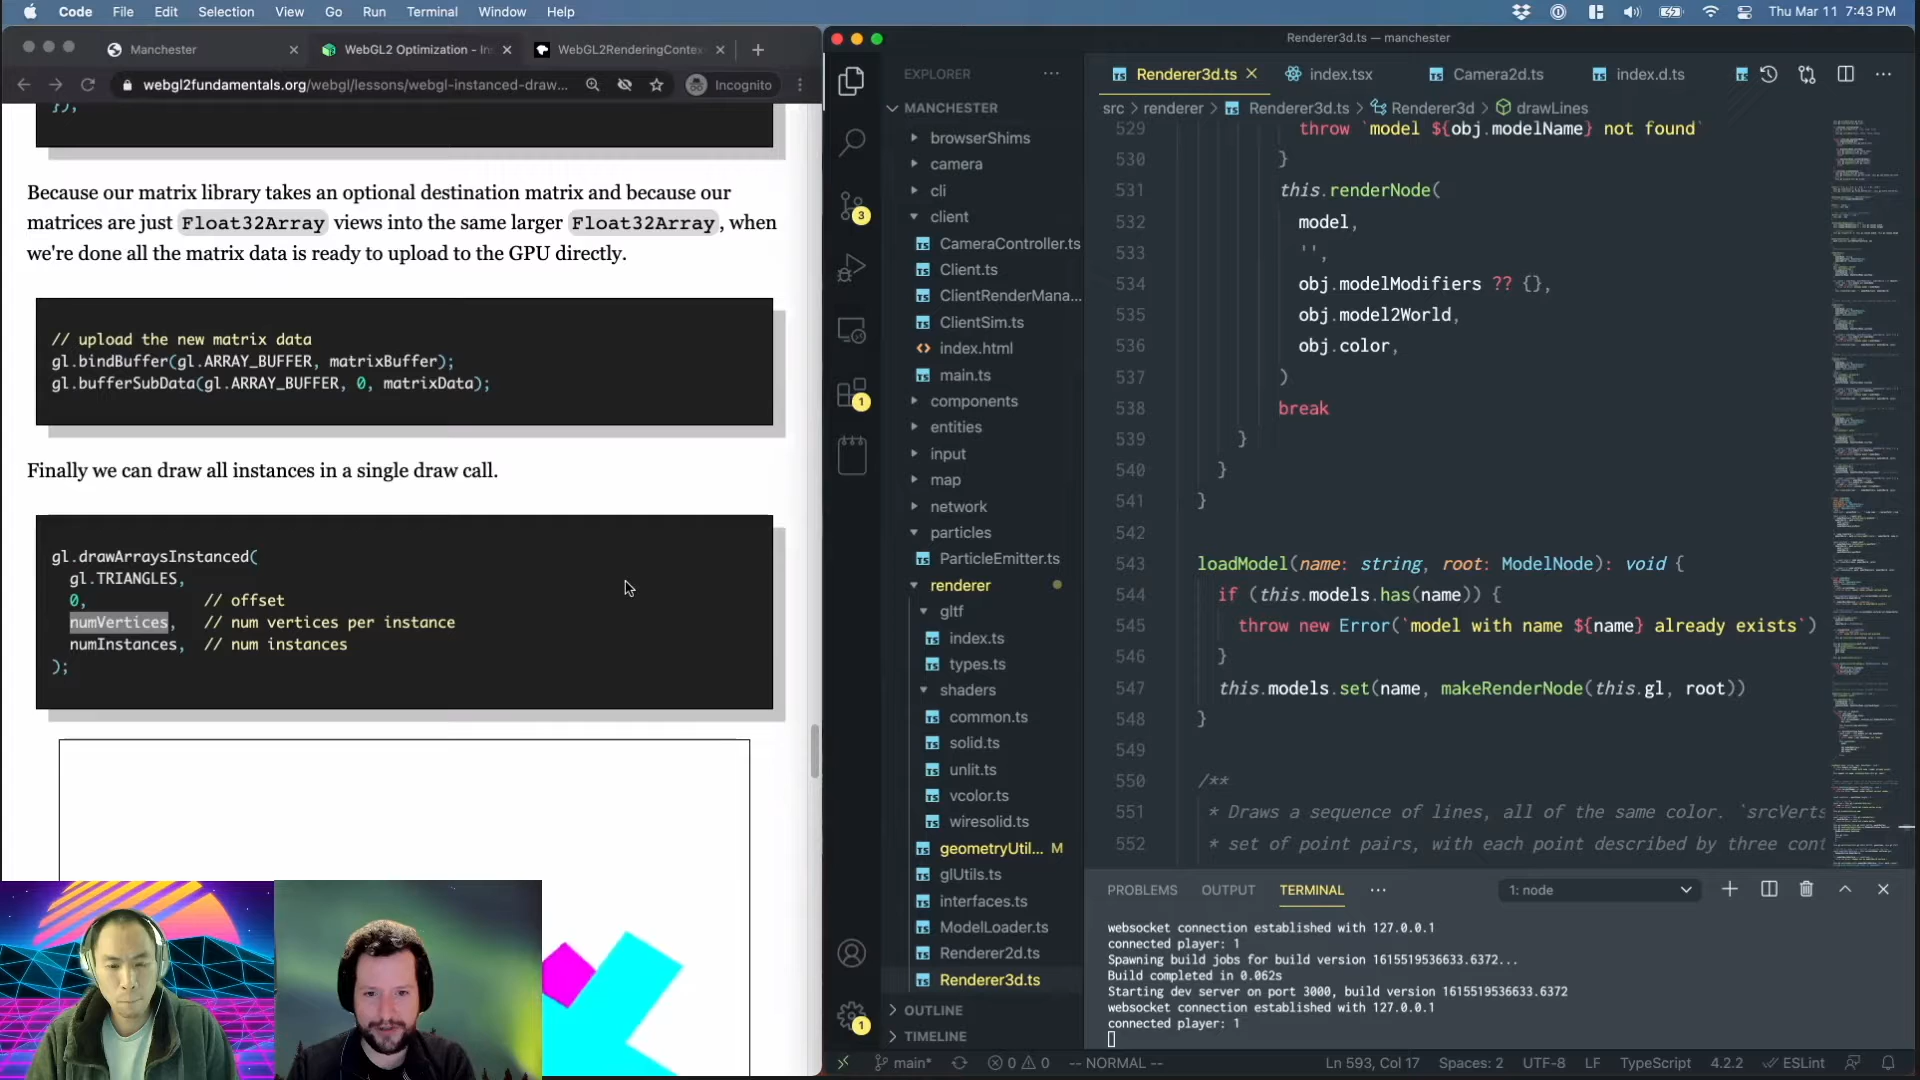 Code File Edit Selection View Go Run Terminal Window Help
Thu Mar 11 7:43 PM
Manchester
WebGL2 Optimization - In
WebGL2RenderingContex
webgl2fundamentals.org/webgl/lessons/webgl-instanced-draw...
Incognito
});
Because our matrix library takes an optional destination matrix and because our
matrices are just Float32Array views into the same larger Float32Array, when
we're done all the matrix data is ready to upload to the GPU directly.
// upload the new matrix data
gl.bindBuffer(gl.ARRAY_BUFFER, matrixBuffer);
gl.bufferSubData(gl.ARRAY_BUFFER, 0, matrixData);
Finally we can draw all instances in a single draw call.
gl.drawArraysInstanced(
gl.TRIANGLES,
0, // offset
numVertices, // num vertices per instance
numInstances, // num instances
);
Renderer3d.ts — manchester
3
1
1
EXPLORER
MANCHESTER
browserShims
camera
cli
client
CameraController.ts
Client.ts
ClientRenderMana...
ClientSim.ts
index.html
main.ts
components
entities
input
map
network
particles
ParticleEmitter.ts
renderer
gltf
index.ts
types.ts
shaders
common.ts
solid.ts
unlit.ts
vcolor.ts
wiresolid.ts
geometryUtil... M
glUtils.ts
interfaces.ts
ModelLoader.ts
Renderer2d.ts
Renderer3d.ts
OUTLINE
TIMELINE
Renderer3d.ts
index.tsx
Camera2d.ts
index.d.ts
src > renderer > Renderer3d.ts > Renderer3d > drawLines
529 throw `model ${obj.modelName} not found`
530 }
531 this.renderNode(
532 model,
533 '',
534 obj.modelModifiers ?? {},
535 obj.model2World,
536 obj.color,
537 )
538 break
539 }
540 }
541 }
542
543 loadModel(name: string, root: ModelNode): void {
544 if (this.models.has(name)) {
545 throw new Error(`model with name ${name} already exists`)
546 }
547 this.models.set(name, makeRenderNode(this.gl, root))
548 }
549
550 /**
551 * Draws a sequence of lines, all of the same color. `srcVerts
552 * set of point pairs, with each point described by three cont
PROBLEMS OUTPUT TERMINAL ···
1: node
websocket connection established with 127.0.0.1
connected player: 1
Spawning build jobs for build version 1615519536633.6372...
Build completed in 0.062s
Starting dev server on port 3000, build version 1615519536633.6372
websocket connection established with 127.0.0.1
connected player: 1
main* 0 0 -- NORMAL -- Ln 593, Col 17 Spaces: 2 UTF-8 LF TypeScript 4.2.2 ESLint